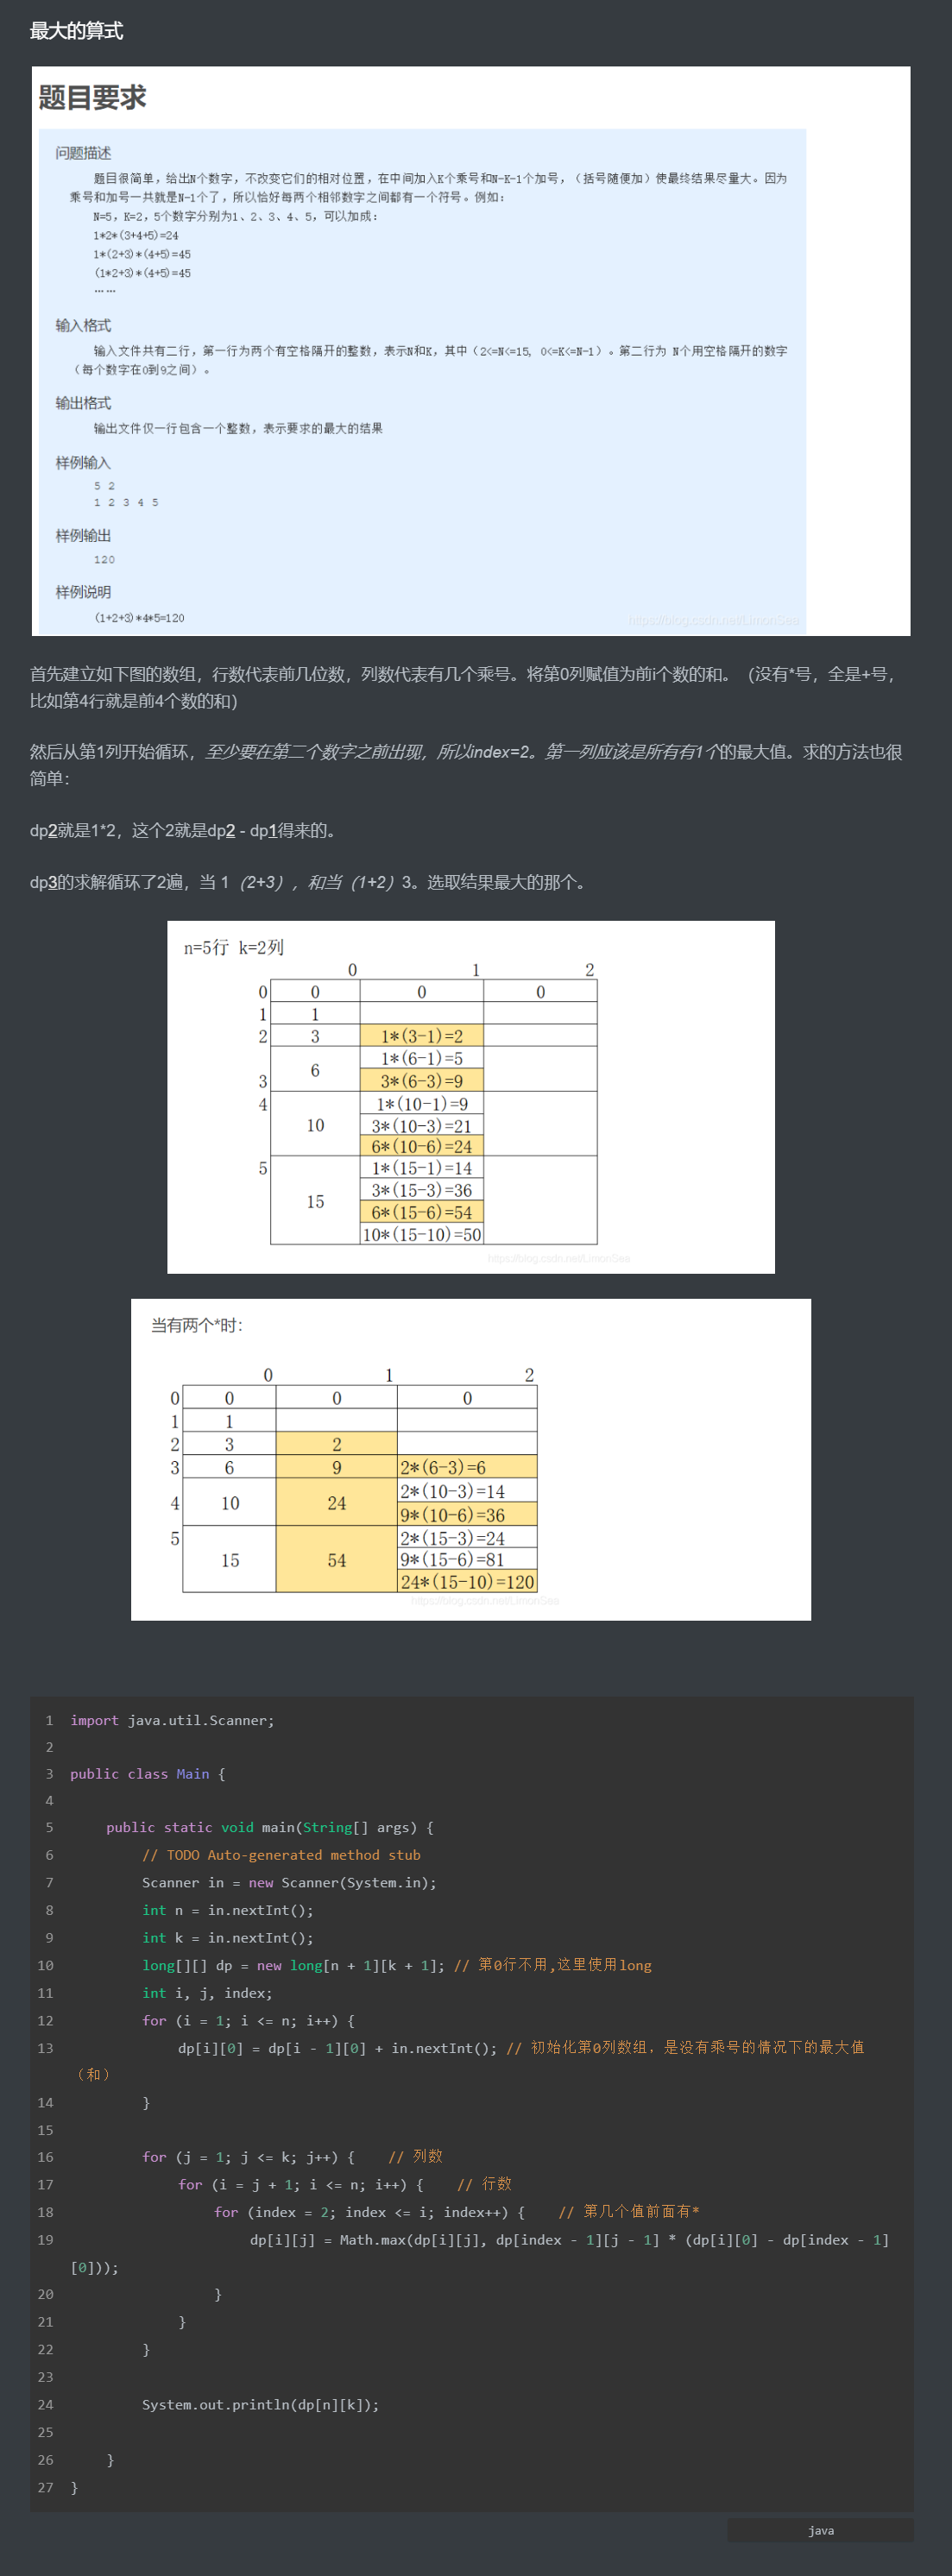 最大的算式
题目要求
问题描述
题目很简单，给出N个数字，不改变它们的相对位置，在中间加入K个乘号和N-K-1个加号，（括号随便加）使最终结果尽量大。因为
乘号和加号一共就是N-1个了，所以恰好每两个相邻数字之间都有一个符号。例如：
N=5，K=2，5个数字分别为1、2、3、4、5，可以加成：
1*2*(3+4+5)=24
1*(2+3)*(4+5)=45
(1*2+3)*(4+5)=45
……
输入格式
输入文件共有二行，第一行为两个有空格隔开的整数，表示N和K，其中（2<=N<=15, 0<=K<=N-1）。第二行为 N个用空格隔开的数字
（每个数字在0到9之间）。
输出格式
输出文件仅一行包含一个整数，表示要求的最大的结果
样例输入
5 2
1 2 3 4 5
样例输出
120
样例说明
(1+2+3)*4*5=120
https://blog.csdn.net/LimonSea
首先建立如下图的数组，行数代表前几位数，列数代表有几个乘号。将第0列赋值为前i个数的和。（没有*号，全是+号，
比如第4行就是前4个数的和）
然后从第1列开始循环，至少要在第二个数字之前出现，所以index=2。第一列应该是所有有1个的最大值。求的方法也很
简单：
dp2就是1*2，这个2就是dp2 - dp1得来的。
dp3的求解循环了2遍，当 1（2+3），和当（1+2）3。选取结果最大的那个。
n=5行 k=2列
0 1 2
0 0 0 0
1 1
2 3 1*(3-1)=2
1*(6-1)=5
3 6 3*(6-3)=9
4 1*(10-1)=9
10 3*(10-3)=21
6*(10-6)=24
5 1*(15-1)=14
15 3*(15-3)=36
6*(15-6)=54
10*(15-10)=50
https://blog.csdn.net/LimonSea
当有两个*时：
0 1 2
0 0 0 0
1 1
2 3 2
3 6 9 2*(6-3)=6
4 10 24 2*(10-3)=14
9*(10-6)=36
5 2*(15-3)=24
15 54 9*(15-6)=81
24*(15-10)=120
https://blog.csdn.net/LimonSea
1 import java.util.Scanner;
2
3 public class Main {
4
5 public static void main(String[] args) {
6 // TODO Auto-generated method stub
7 Scanner in = new Scanner(System.in);
8 int n = in.nextInt();
9 int k = in.nextInt();
10 long[][] dp = new long[n + 1][k + 1]; // 第0行不用,这里使用long
11 int i, j, index;
12 for (i = 1; i <= n; i++) {
13 dp[i][0] = dp[i - 1][0] + in.nextInt(); // 初始化第0列数组，是没有乘号的情况下的最大值
（和）
14 }
15
16 for (j = 1; j <= k; j++) { // 列数
17 for (i = j + 1; i <= n; i++) { // 行数
18 for (index = 2; index <= i; index++) { // 第几个值前面有*
19 dp[i][j] = Math.max(dp[i][j], dp[index - 1][j - 1] * (dp[i][0] - dp[index - 1]
[0]));
20 }
21 }
22 }
23
24 System.out.println(dp[n][k]);
25
26 }
27 }
java